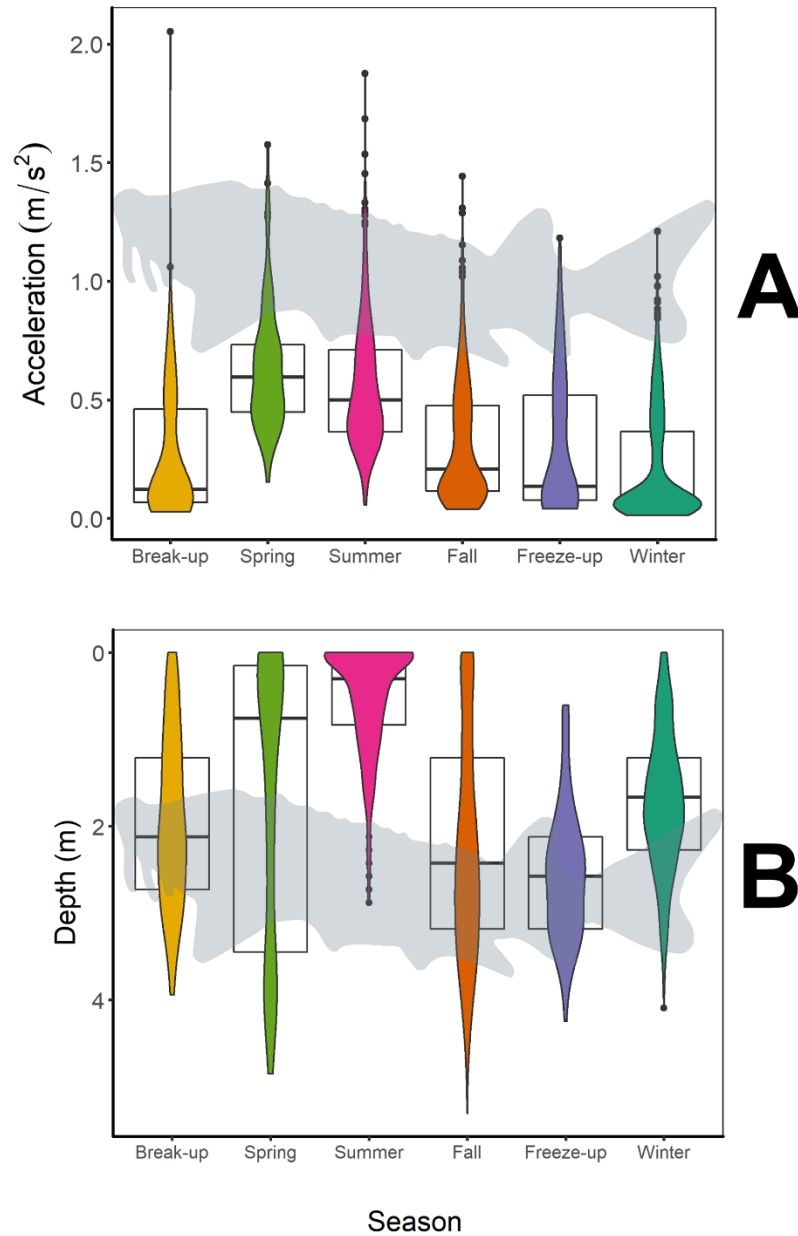 2.0
1.5
1.0
0.5
0.0
Acceleration (m/s²)
Break-up Spring Summer Fall Freeze-up Winter
A
0
2
4
Depth (m)
Break-up Spring Summer Fall Freeze-up Winter
B
Season